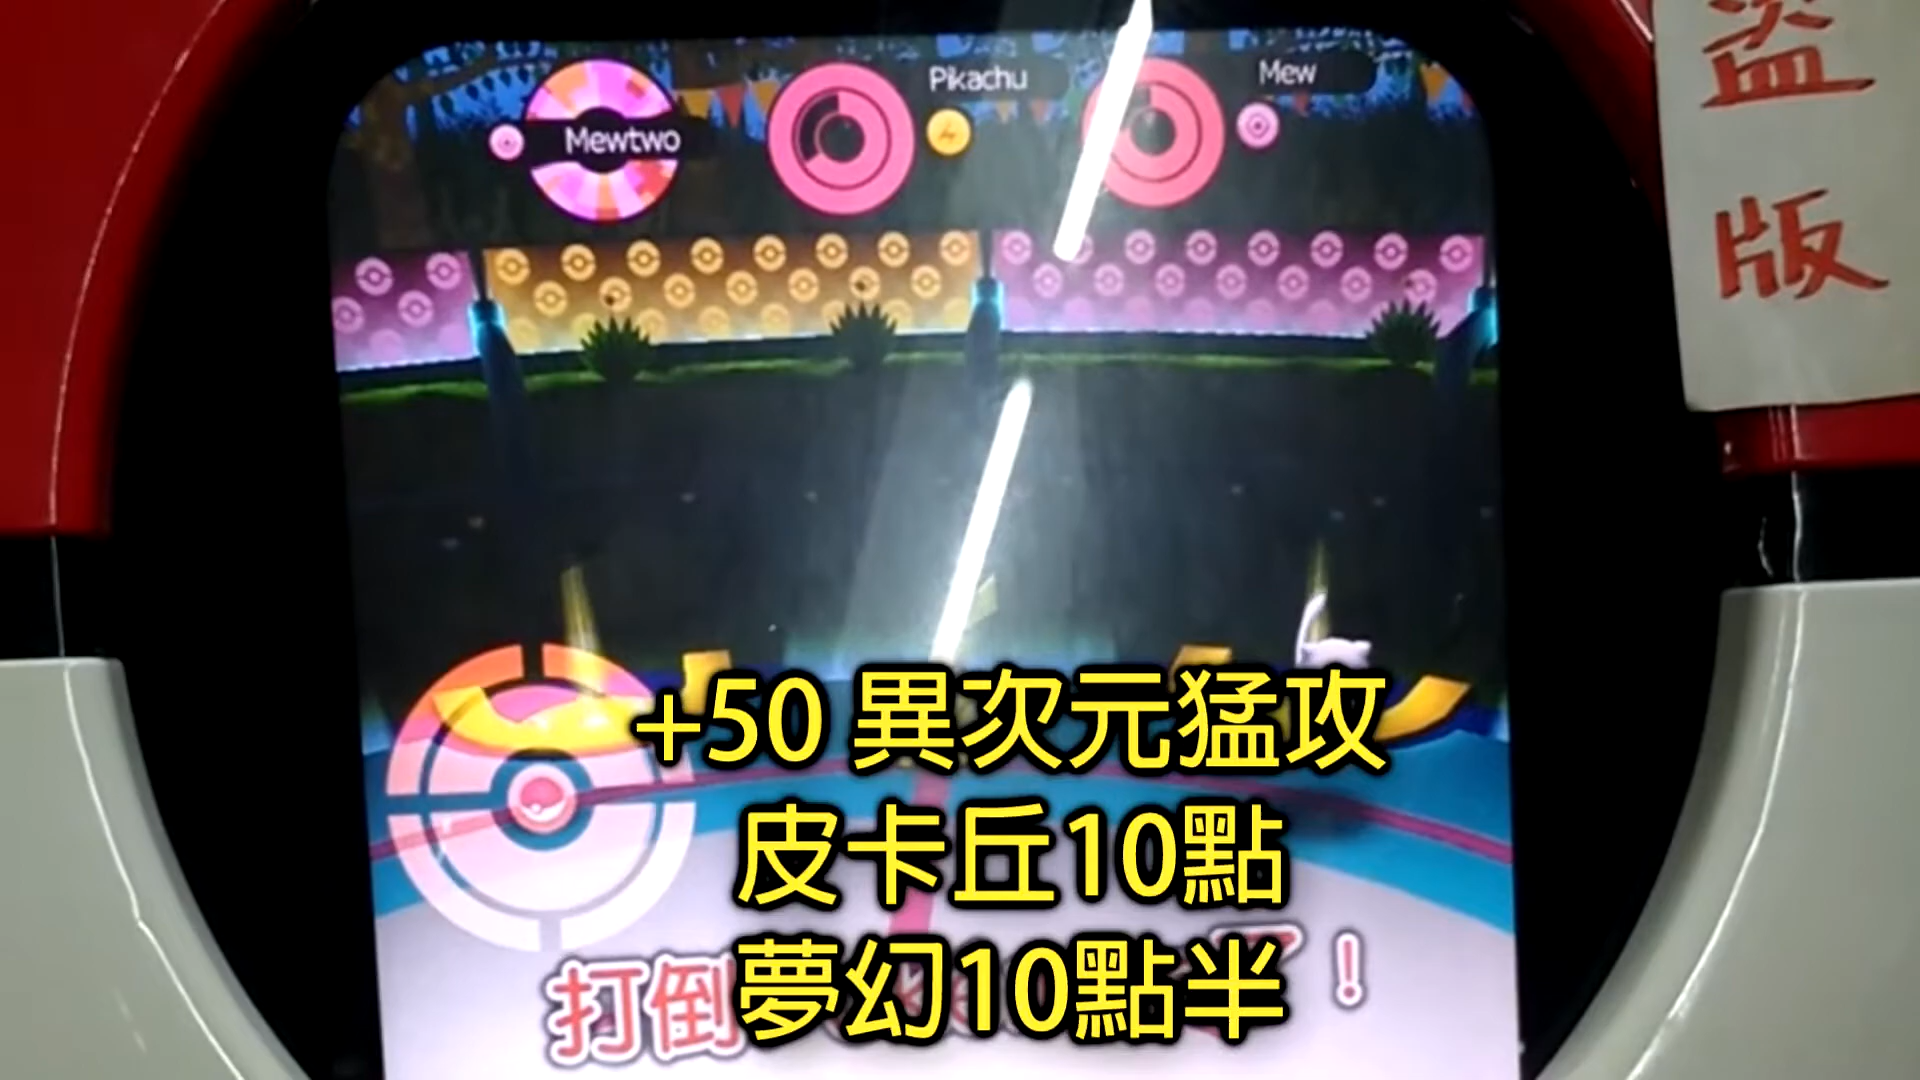 Pikachu
Mew
Mewtwo
盜
版
+50 異次元猛攻
皮卡丘10點
夢幻10點半
打倒
了！